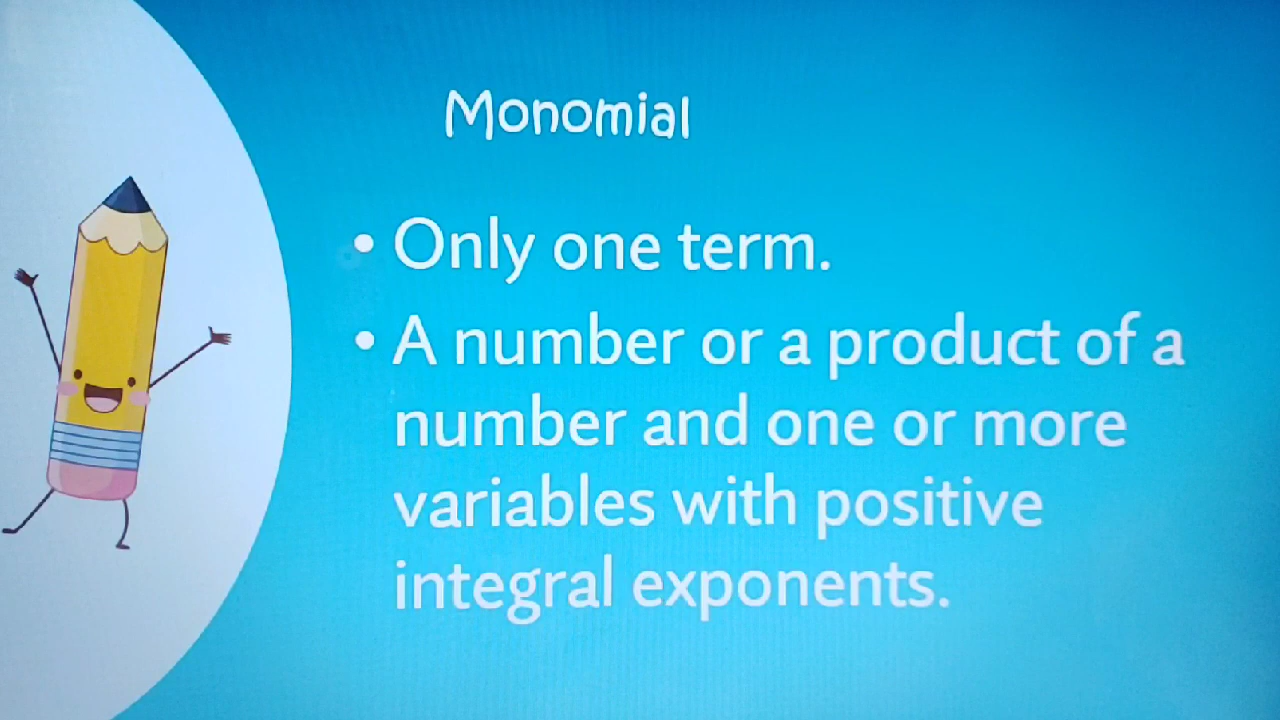 Monomial
• Only one term.
• A number or a product of a
number and one or more
variables with positive
integral exponents.